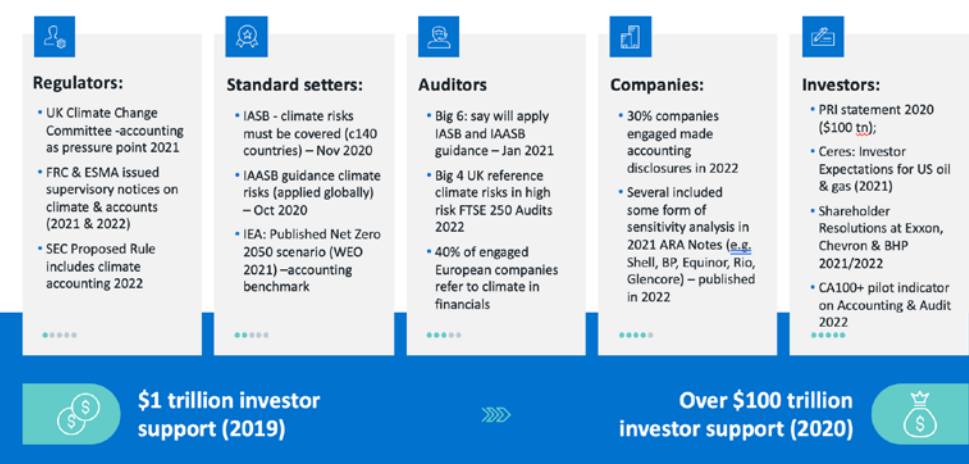 Regulators:
• UK Climate Change
Committee -accounting
as pressure point 2021
• FRC & ESMA issued
supervisory notices on
climate & accounts
(2021 & 2022)
• SEC Proposed Rule
includes climate
accounting 2022
Standard setters:
• IASB - climate risks
must be covered (c140
countries) – Nov 2020
• IAASB guidance climate
risks (applied globally)
– Oct 2020
• IEA: Published Net Zero
2050 scenario (WEO
2021) –accounting
benchmark
Auditors
• Big 6: say will apply
IASB and IAASB
guidance – Jan 2021
• Big 4 UK reference
climate risks in high
risk FTSE 250 Audits
2022
• 40% of engaged
European companies
refer to climate in
financials
Companies:
• 30% companies
engaged made
accounting
disclosures in 2022
• Several included
some form of
sensitivity analysis in
2021 ARA Notes (e.g.
Shell, BP, Equinor, Rio,
Glencore) – published
in 2022
Investors:
• PRI statement 2020
($100 tn);
• Ceres: Investor
Expectations for US oil
& gas (2021)
• Shareholder
Resolutions at Exxon,
Chevron & BHP
2021/2022
• CA100+ pilot indicator
on Accounting & Audit
2022
$1 trillion investor
support (2019)
Over $100 trillion
investor support (2020)